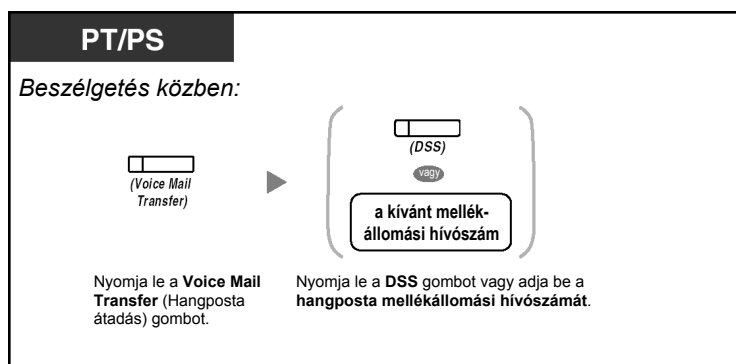 PT/PS
Beszélgetés közben:
(Voice Mail
Transfer)
(DSS)
vagy
a kívánt mellék-
állomási hívószám
Nyomja le a Voice Mail
Transfer (Hangposta
átadás) gombot.
Nyomja le a DSS gombot vagy adja be a
hangposta mellékállomási hívószámát.